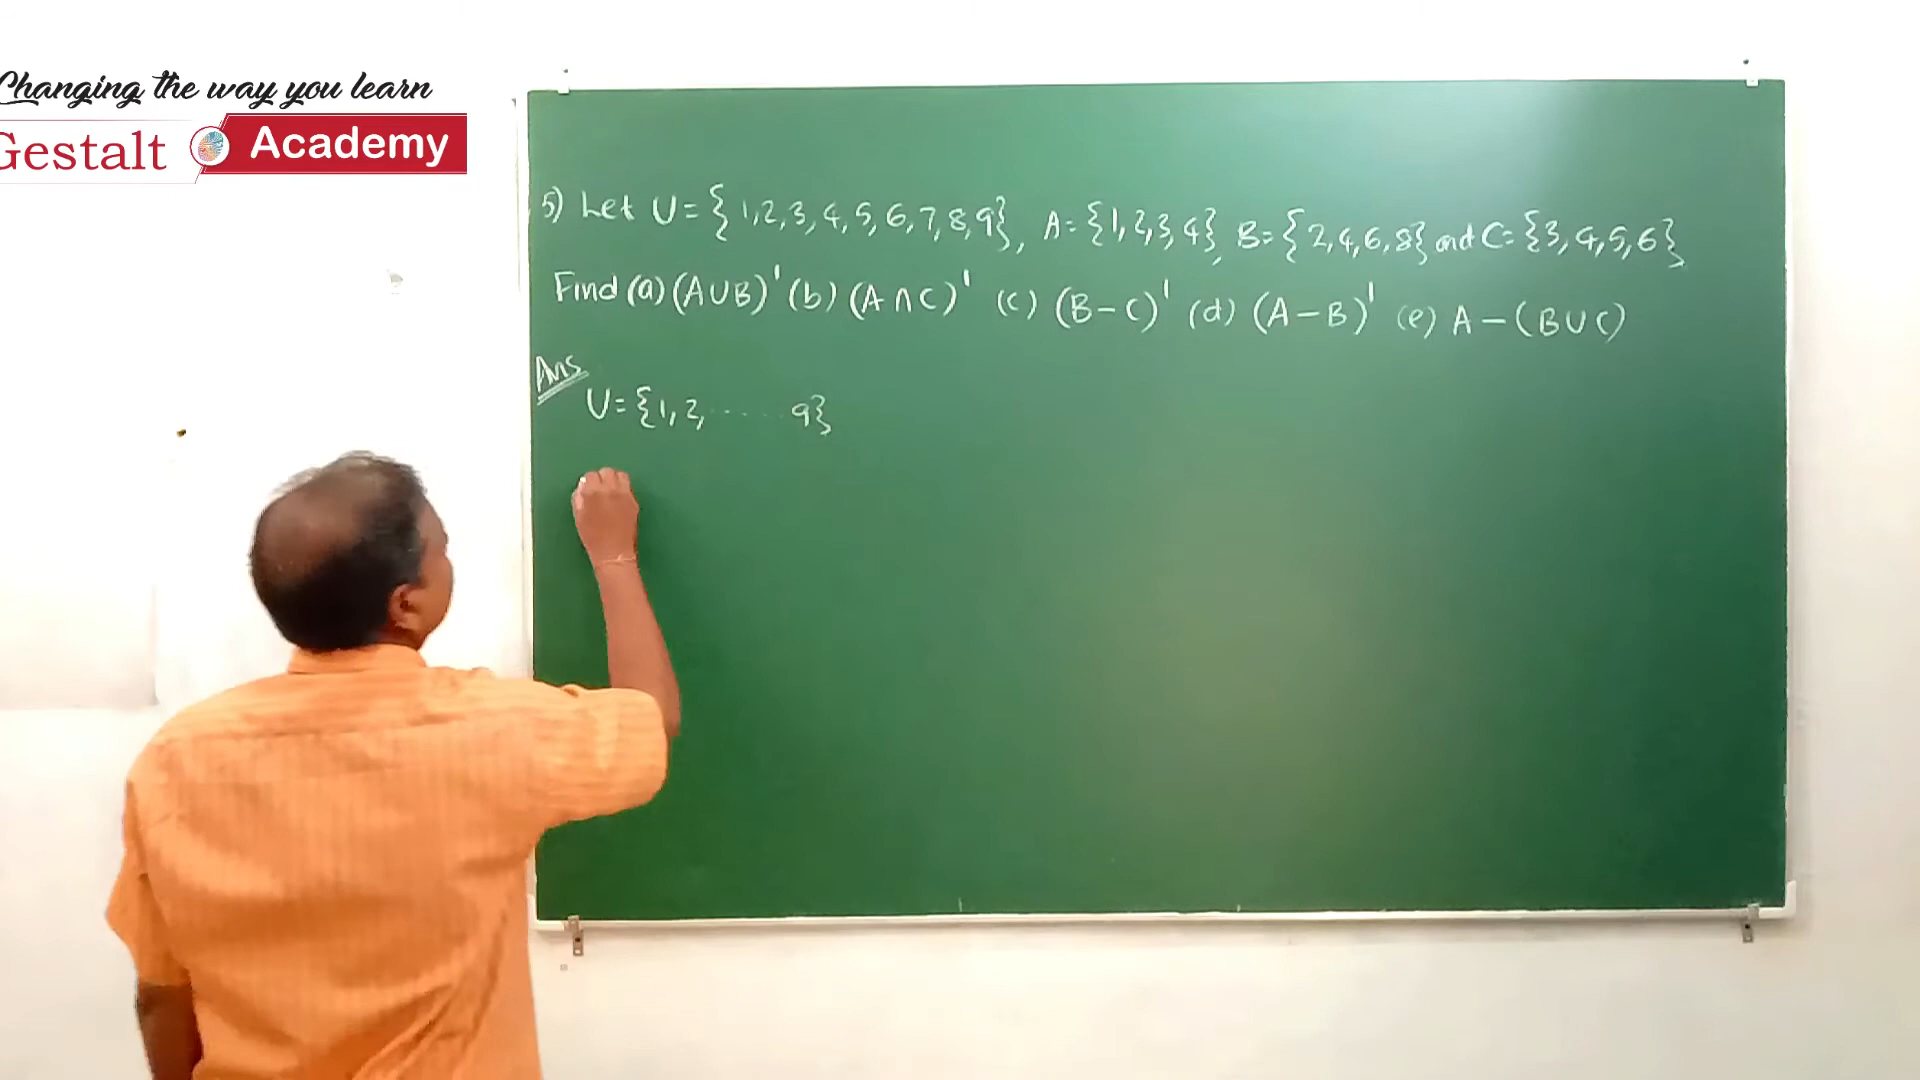 Changing the way you learn
Gestalt Academy
5) Let U = {1,2,3,4,5,6,7,8,9}, A = {1,2,3,4}, B = {2,4,6,8} and C = {3,4,5,6}
Find (a) (A∪B)' (b) (A∩C)' (c) (B-C)' (d) (A-B)' (e) A-(B∪C)
Ans
U = {1,2,......9}